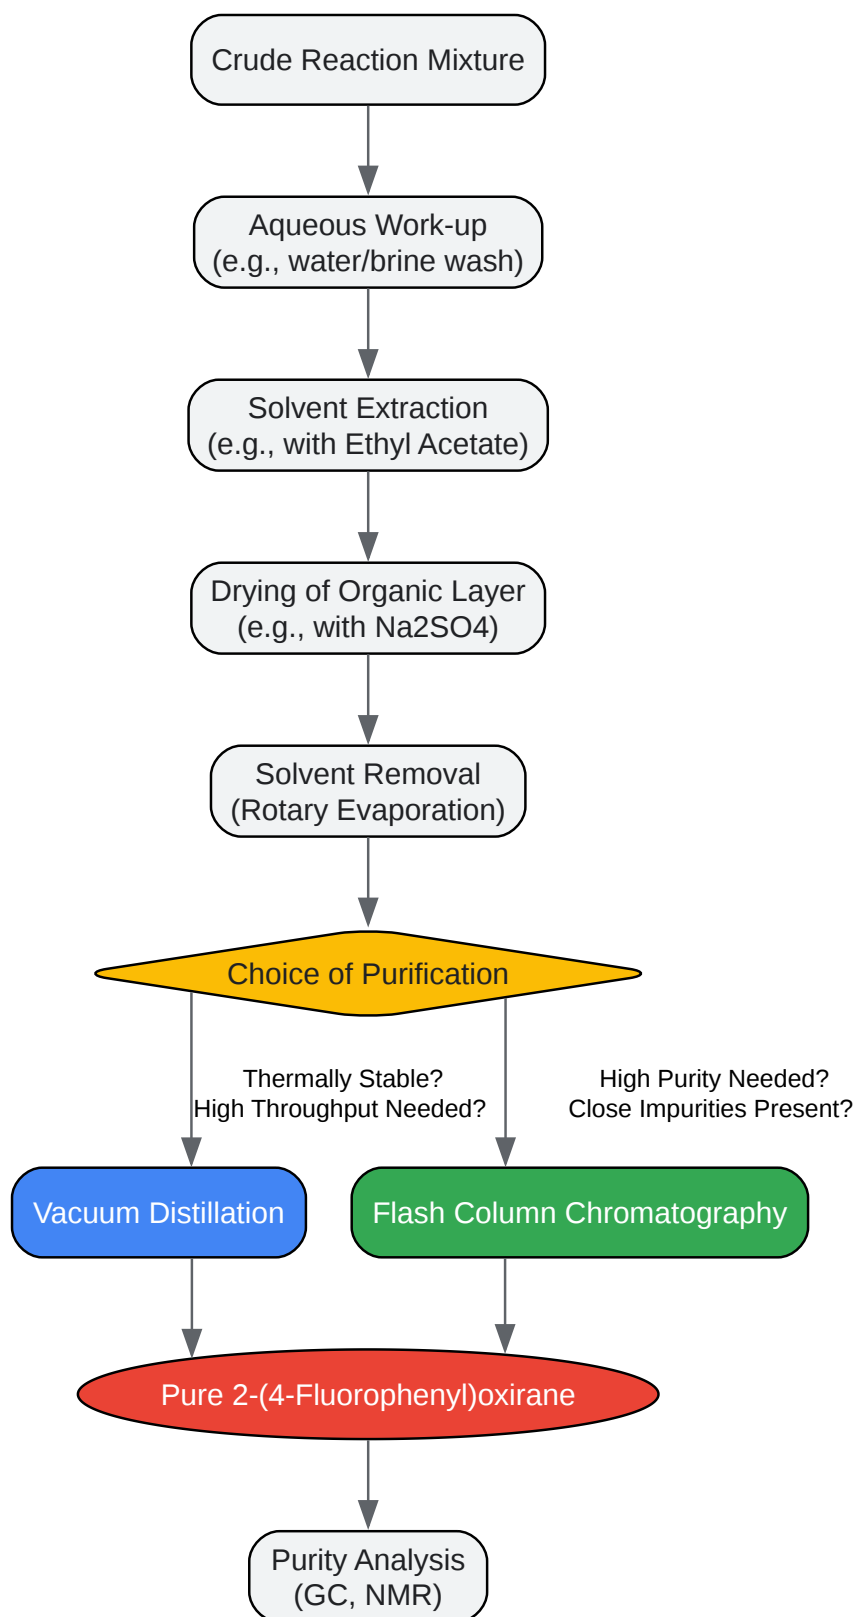 Crude Reaction Mixture
Aqueous Work-up
(e.g., water/brine wash)
Solvent Extraction
(e.g., with Ethyl Acetate)
Drying of Organic Layer
(e.g., with Na2SO4)
Solvent Removal
(Rotary Evaporation)
Choice of Purification
Thermally Stable?
High Throughput Needed?
High Purity Needed?
Close Impurities Present?
Vacuum Distillation
Flash Column Chromatography
Pure 2-(4-Fluorophenyl)oxirane
Purity Analysis
(GC, NMR)